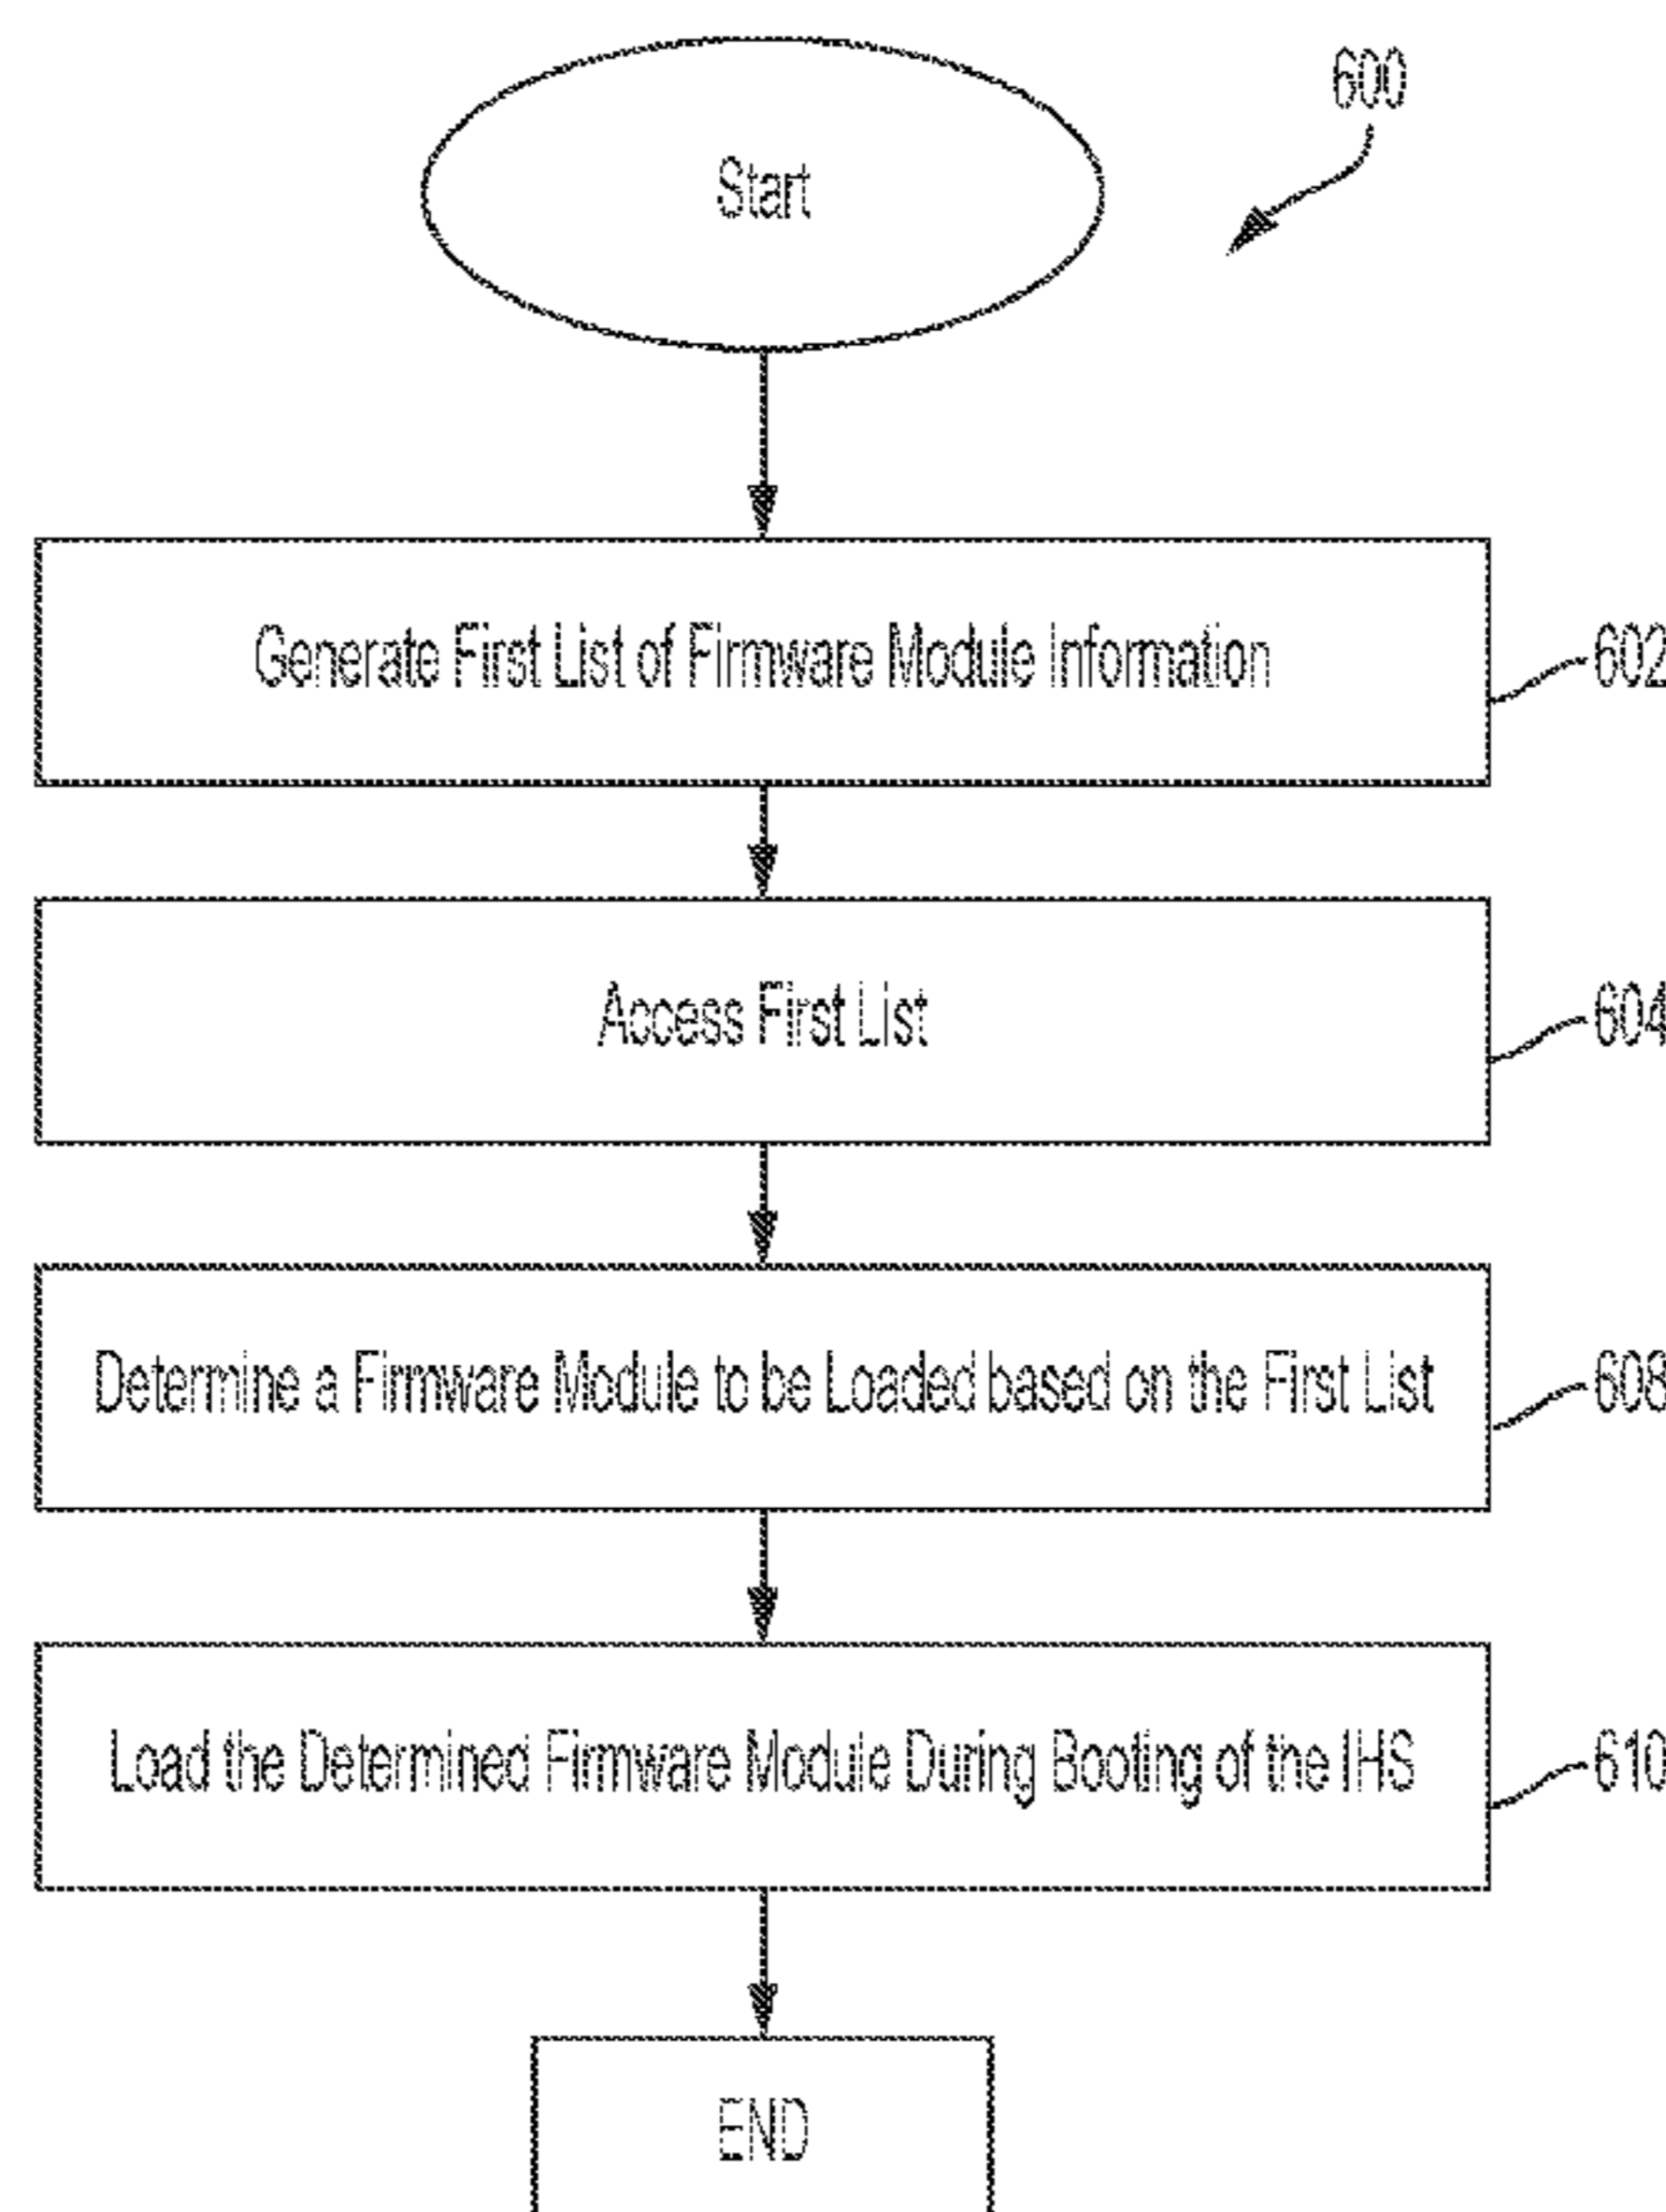 600
Start
Generate First List of Firmware Module Information
602
Access First List
604
Determine a Firmware Module to be Loaded based on the First List
608
Load the Determined Firmware Module During Booting of the IHS
610
END